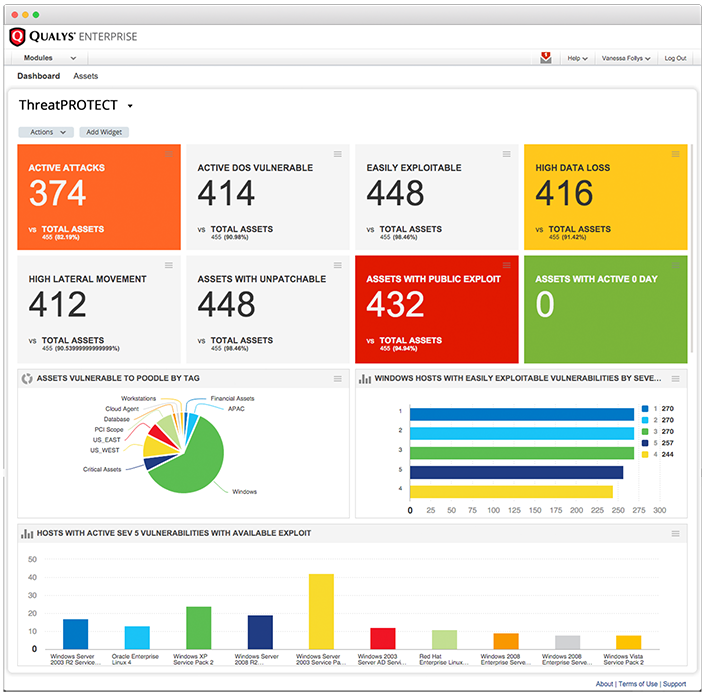 QUALYS® ENTERPRISE
Modules
Help Vanessa Follys Log Out
Dashboard Assets
ThreatPROTECT
Actions Add Widget
ACTIVE ATTACKS
374
vs TOTAL ASSETS
455 (82.19%)
ACTIVE DOS VULNERABLE
414
vs TOTAL ASSETS
455 (90.98%)
EASILY EXPLOITABLE
448
vs TOTAL ASSETS
455 (98.46%)
HIGH DATA LOSS
416
vs TOTAL ASSETS
455 (91.42%)
HIGH LATERAL MOVEMENT
412
vs TOTAL ASSETS
455 (90.53999999999999%)
ASSETS WITH UNPATCHABLE
448
vs TOTAL ASSETS
455 (98.46%)
ASSETS WITH PUBLIC EXPLOIT
432
vs TOTAL ASSETS
455 (94.94%)
ASSETS WITH ACTIVE 0 DAY
0
ASSETS VULNERABLE TO POODLE BY TAG
Workstations
Cloud Agent
Database
PCI Scope
US_EAST
US_WEST
Critical Assets
Financial Assets
APAC
Windows
WINDOWS HOSTS WITH EASILY EXPLOITABLE VULNERABILITIES BY SEVE...
1
2
3
5
4
0 25 50 75 100 125 150 175 200 225 250 275 300
1 270
2 270
3 270
5 257
4 244
HOSTS WITH ACTIVE SEV 5 VULNERABILITIES WITH AVAILABLE EXPLOIT
50
40
30
20
10
0
Windows Server
2003 R2 Service...
Oracle Enterprise
Linux 4
Windows XP
Service Pack 2
Windows Server
2008 R2...
Windows Server
2003 Service Pa...
Windows 2003
Server AD Servi...
Red Hat
Enterprise Linux...
Windows 2008
Enterprise Serve...
Windows 2008
Enterprise Serve...
Windows Vista
Service Pack 2
About | Terms of Use | Support